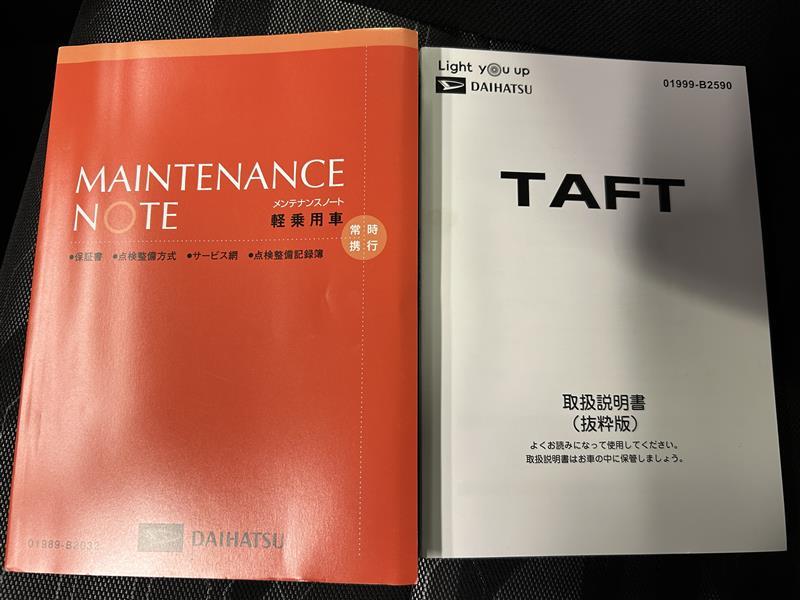 MAINTENANCE
NOTE
メンテナンスノート
軽乗用車
常時
携行
●保証書 ●点検整備方式 ●サービス網 ●点検整備記録簿
01989-B2032
DAIHATSU
Light you up
DAIHATSU
01999-B2590
TAFT
取扱説明書
（抜粋版）
よくお読みになって使用してください。
取扱説明書はお車の中に保管しましょう。